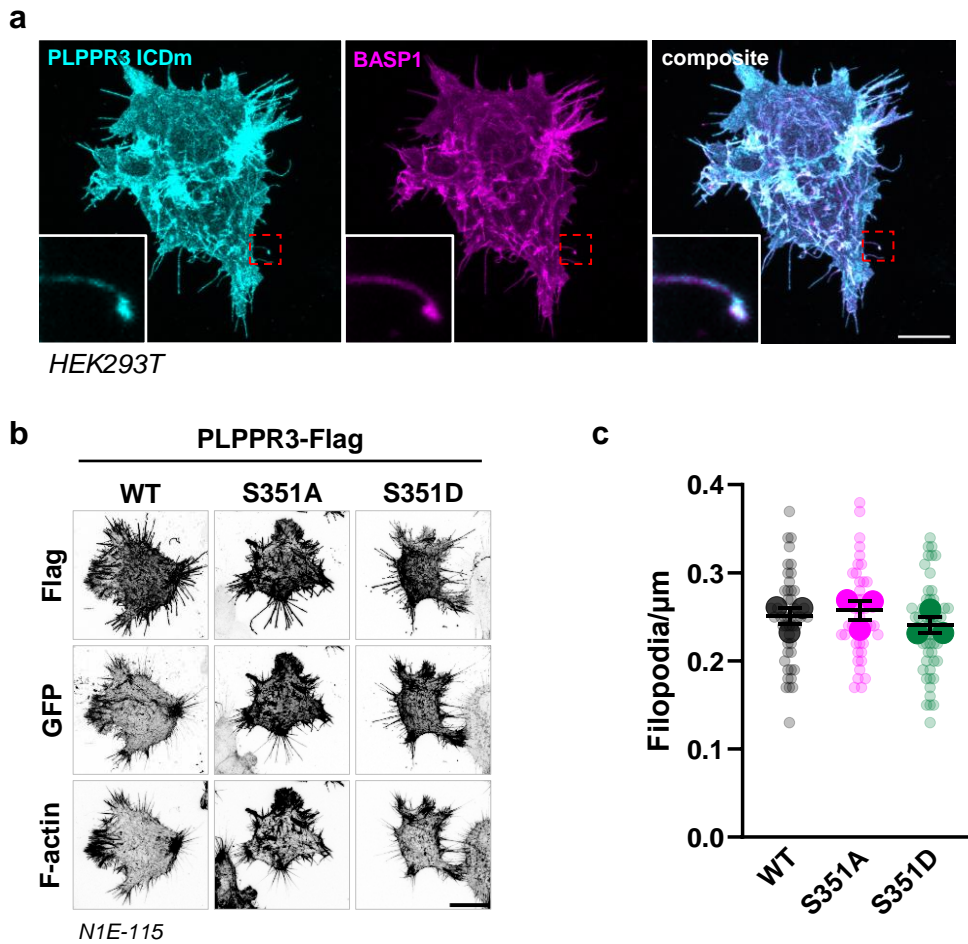 a
PLPPR3 ICDm BASP1 composite
HEK293T
b
PLPPR3-Flag
WT S351A S351D
Flag
GFP
F-actin
N1E-115
c
Filopodia/µm
0.4
0.3
0.2
0.1
0.0
WT S351A S351D